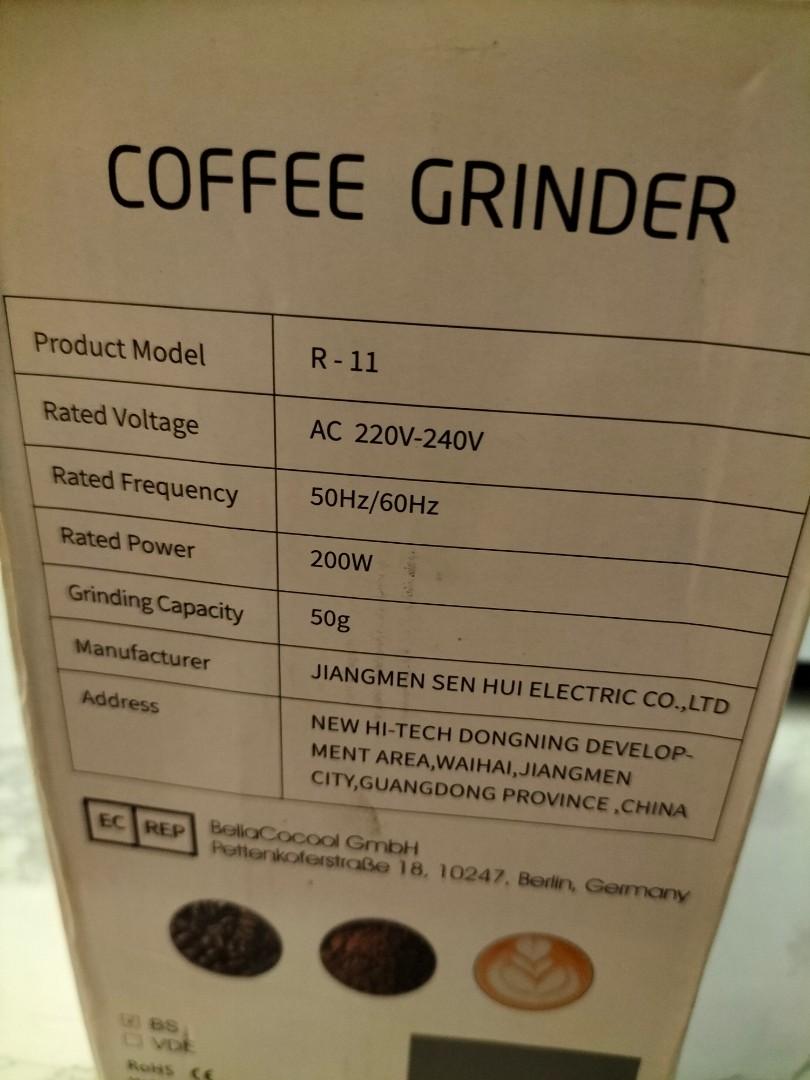 COFFEE GRINDER
Product Model R - 11
Rated Voltage AC 220V-240V
Rated Frequency 50Hz/60Hz
Rated Power 200W
Grinding Capacity 50g
Manufacturer JIANGMEN SEN HUI ELECTRIC CO.,LTD
Address NEW HI-TECH DONGNING DEVELOP-
MENT AREA,WAIHAI,JIANGMEN
CITY,GUANGDONG PROVINCE ,CHINA
EC REP BellaCocool GmbH
Pettenkoferstraße 18, 10247, Berlin, Germany
BS
VDE
RoHS CE